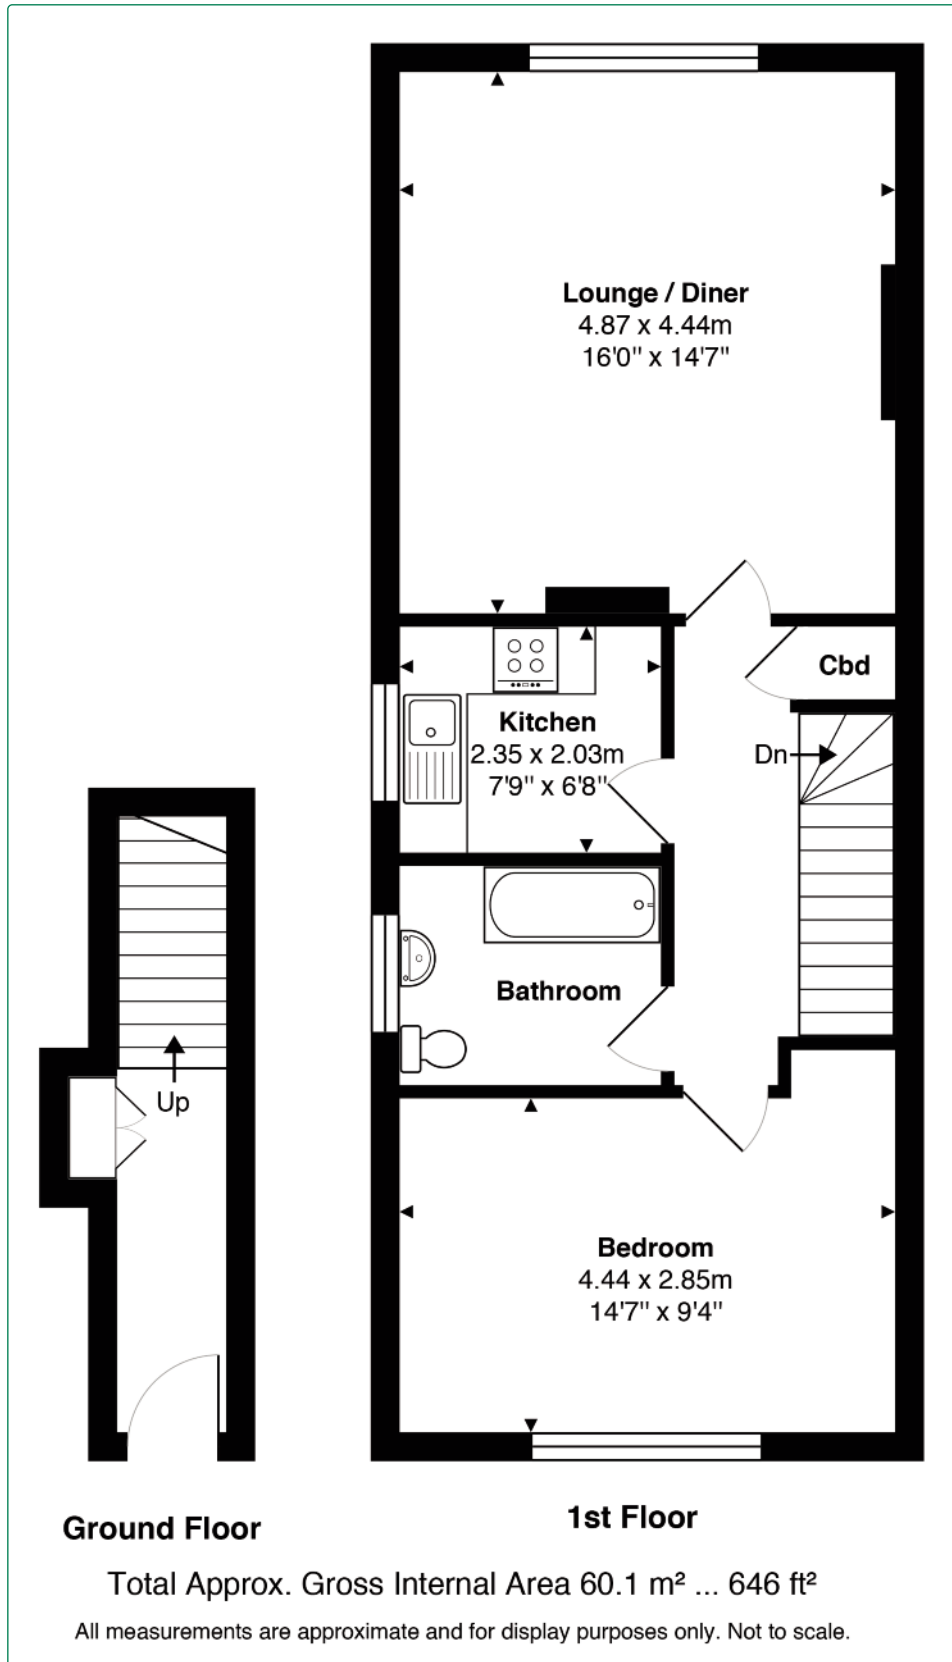 Lounge / Diner
4.87 x 4.44m
16'0" x 14'7"
Cbd
Kitchen
2.35 x 2.03m
7'9" x 6'8"
Dn
Bathroom
Up
Bedroom
4.44 x 2.85m
14'7" x 9'4"
Ground Floor
1st Floor
Total Approx. Gross Internal Area 60.1 m² ... 646 ft²
All measurements are approximate and for display purposes only. Not to scale.